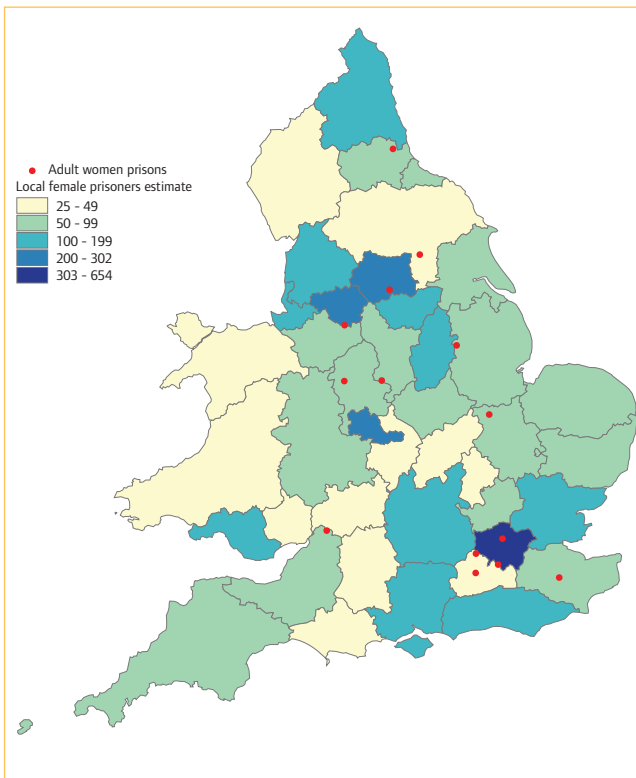 Adult women prisons
Local female prisoners estimate
25 - 49
50 - 99
100 - 199
200 - 302
303 - 654